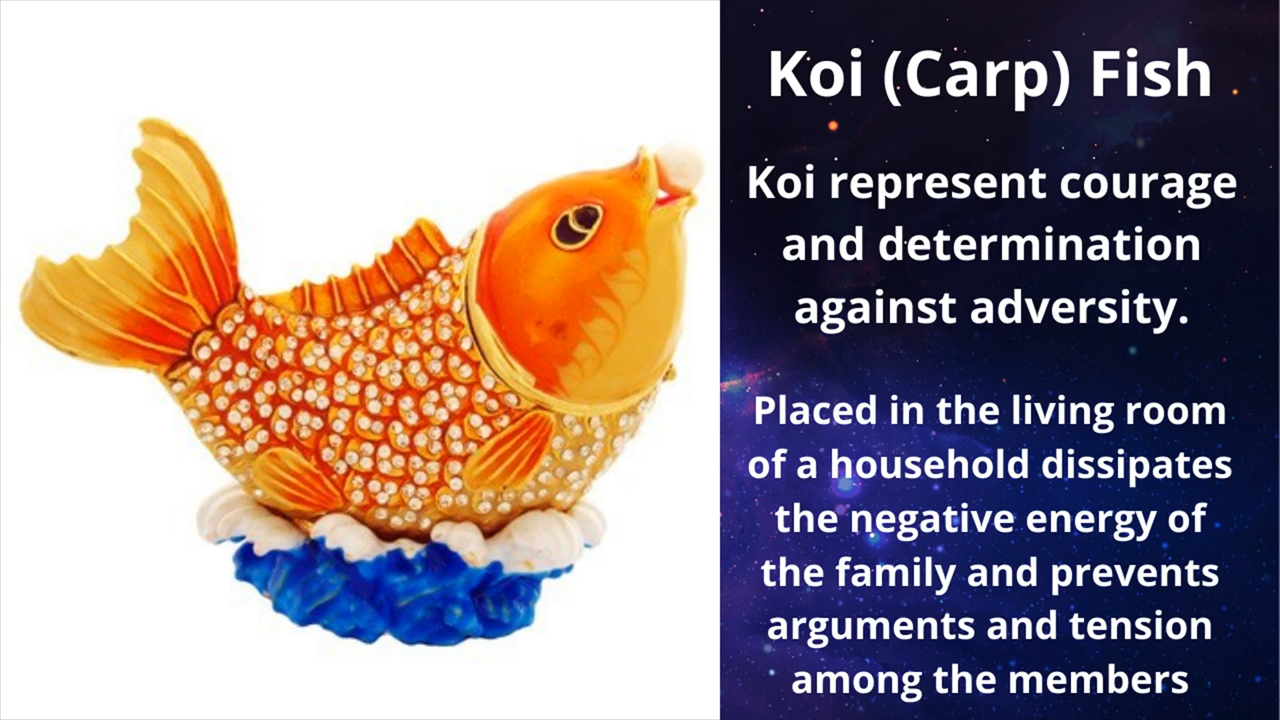 Koi (Carp) Fish
Koi represent courage
and determination
against adversity.
Placed in the living room
of a household dissipates
the negative energy of
the family and prevents
arguments and tension
among the members